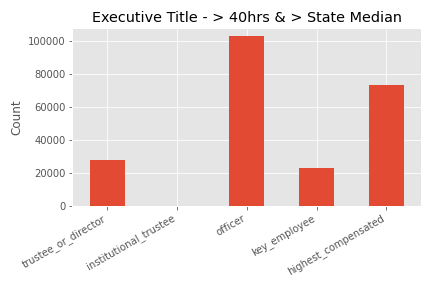 Executive Title - > 40hrs & > State Median
Count
100000
80000
60000
40000
20000
0
trustee_or_director
institutional_trustee
officer
key_employee
highest_compensated